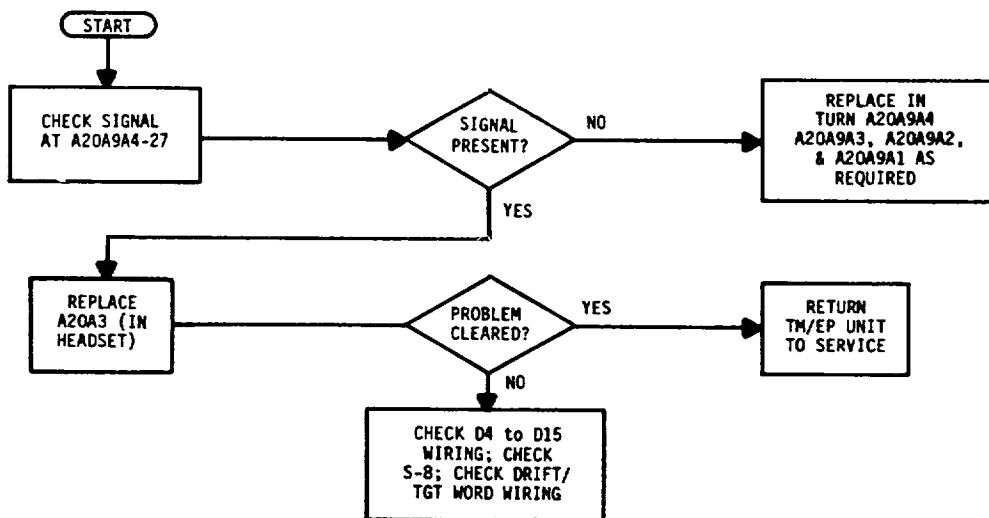 START
CHECK SIGNAL
AT A20A9A4-27
SIGNAL
PRESENT?
NO
REPLACE IN
TURN A20A9A4
A20A9A3, A20A9A2,
& A20A9A1 AS
REQUIRED
YES
REPLACE
A20A3 (IN
HEADSET)
PROBLEM
CLEARED?
YES
RETURN
TM/EP UNIT
TO SERVICE
NO
CHECK D4 to D15
WIRING; CHECK
S-8; CHECK DRIFT/
TGT WORD WIRING